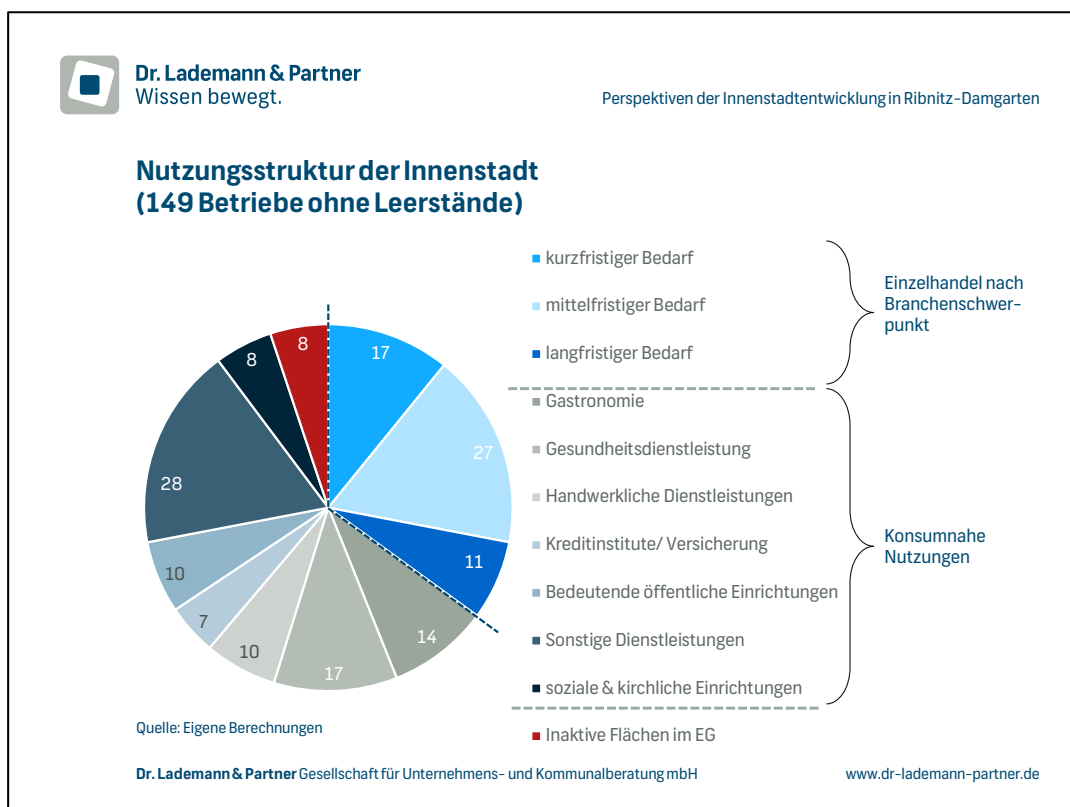 Dr. Lademann & Partner
Wissen bewegt.
Perspektiven der Innenstadtentwicklung in Ribnitz-Damgarten
Nutzungsstruktur der Innenstadt
(149 Betriebe ohne Leerstände)
8
8
17
27
11
14
17
10
7
10
28
kurzfristiger Bedarf
mittelfristiger Bedarf
langfristiger Bedarf
Gastronomie
Gesundheitsdienstleistung
Handwerkliche Dienstleistungen
Kreditinstitute/ Versicherung
Bedeutende öffentliche Einrichtungen
Sonstige Dienstleistungen
soziale & kirchliche Einrichtungen
Inaktive Flächen im EG
Einzelhandel nach
Branchenschwer-
punkt
Konsumnahe
Nutzungen
Quelle: Eigene Berechnungen
Dr. Lademann & Partner Gesellschaft für Unternehmens- und Kommunalberatung mbH
www.dr-lademann-partner.de